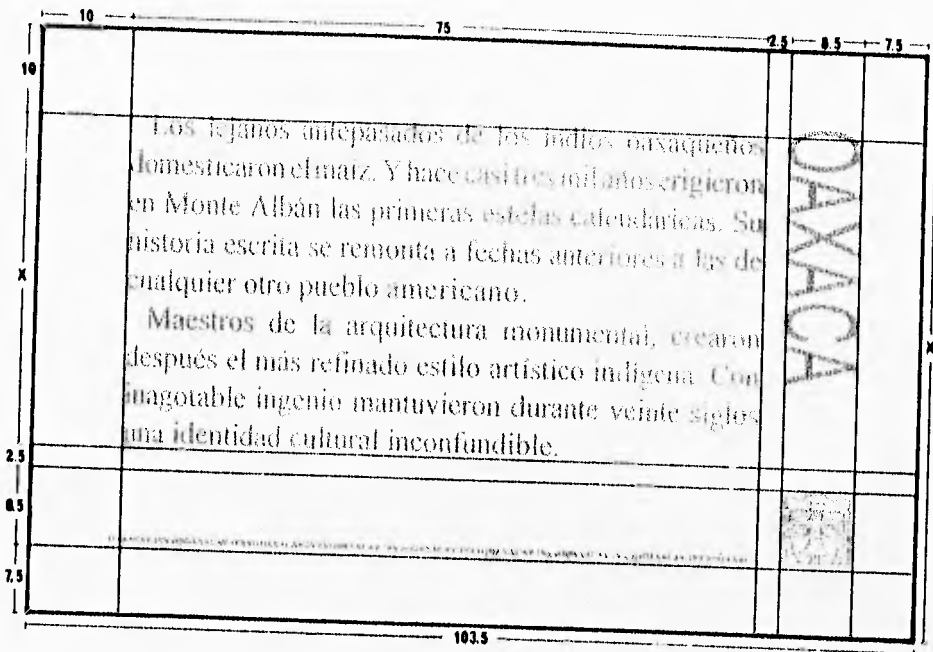 10 75 2.5 8.5 7.5
10
Los lejanos antepasados de los indios oaxaqueños
domesticaron el maíz. Y hace casi tres mil años erigieron
en Monte Albán las primeras estelas calendáricas. Su
historia escrita se remonta a fechas anteriores a las de
cualquier otro pueblo americano.
Maestros de la arquitectura monumental, crearon
después el más refinado estilo artístico indígena. Con
inagotable ingenio mantuvieron durante veinte siglos
una identidad cultural inconfundible.
OAXACA
X
X
2.5
8.5
7.5
103.5